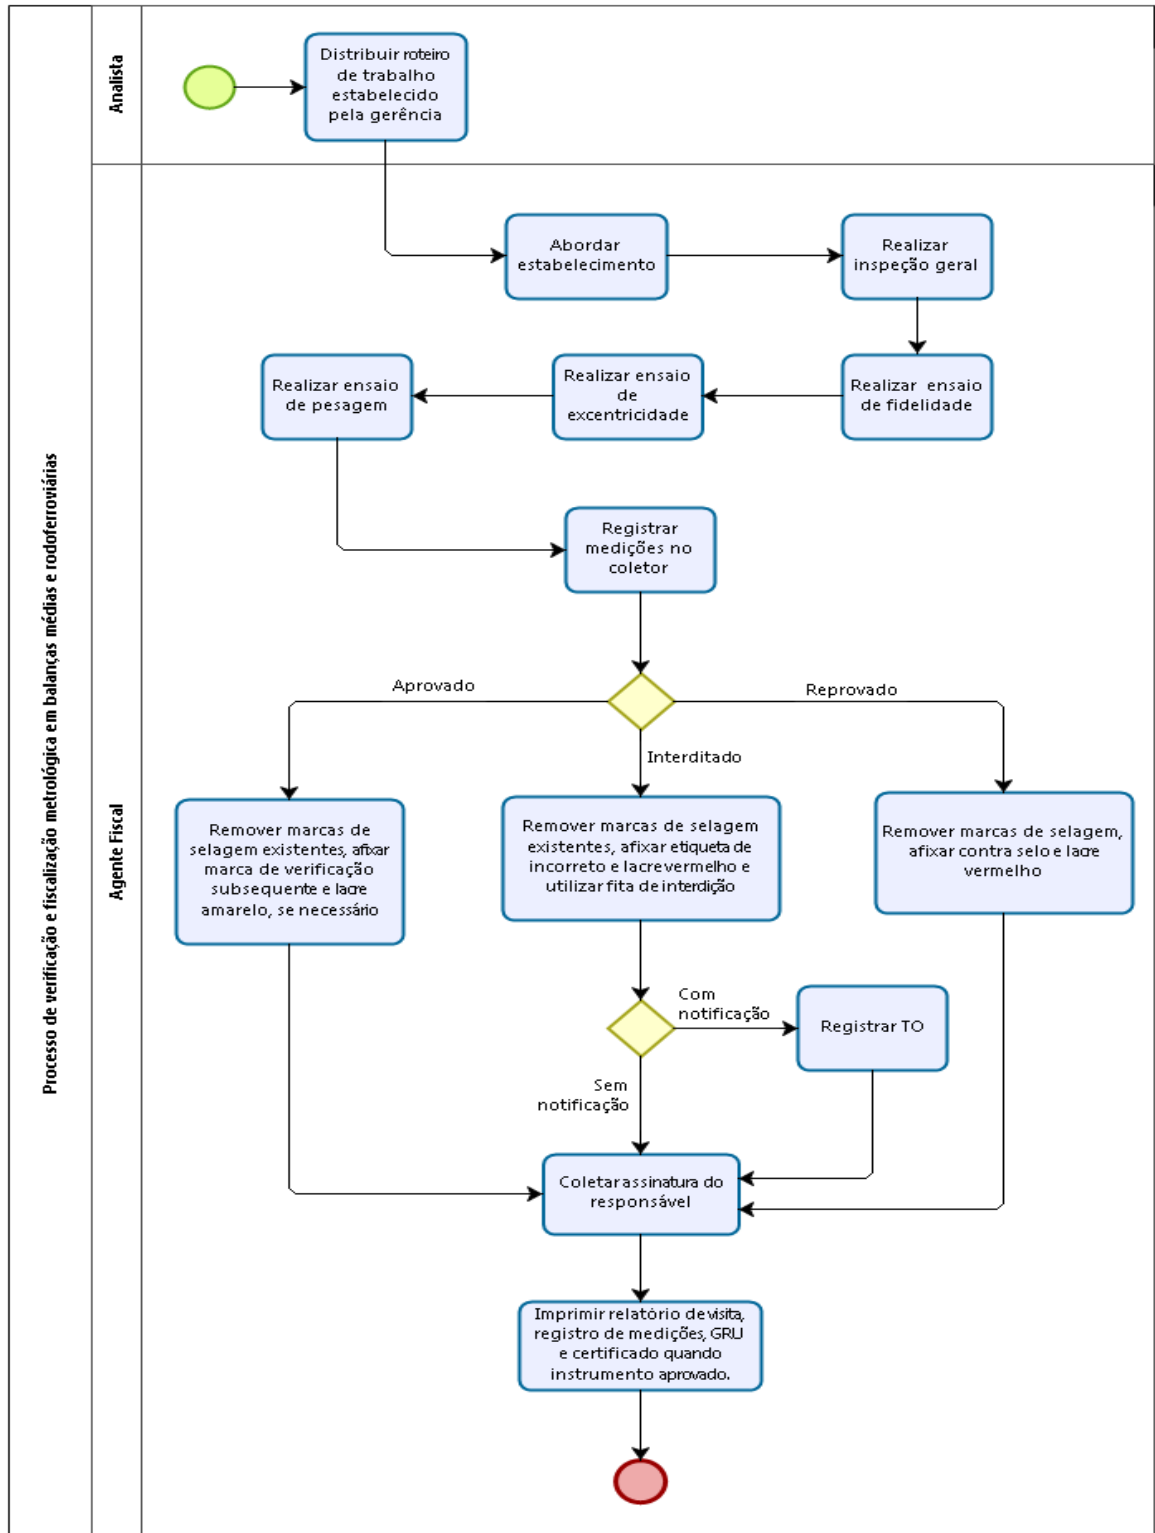 Processo de verificação e fiscalização metrológica em balanças médias e rodoferroviárias
Analista
Distribuir roteiro
de trabalho
estabelecido
pela gerência
Agente Fiscal
Abordar
estabelecimento
Realizar
inspeção geral
Realizar ensaio
de pesagem
Realizar ensaio
de
excentricidade
Realizar ensaio
de fidelidade
Registrar
medições no
coletor
Aprovado
Reprovado
Interditado
Remover marcas de
selagem existentes, afixar
marca de verificação
subsequente e lacre
amarelo, se necessário
Remover marcas de selagem
existentes, afixar etiqueta de
incorreto e lacre vermelho e
utilizar fita de interdição
Remover marcas de selagem,
afixar contra selo e lacre
vermelho
Com
notificação
Registrar TO
Sem
notificação
Coletar assinatura do
responsável
Imprimir relatório de visita,
registro de medições, GRU
e certificado quando
instrumento aprovado.